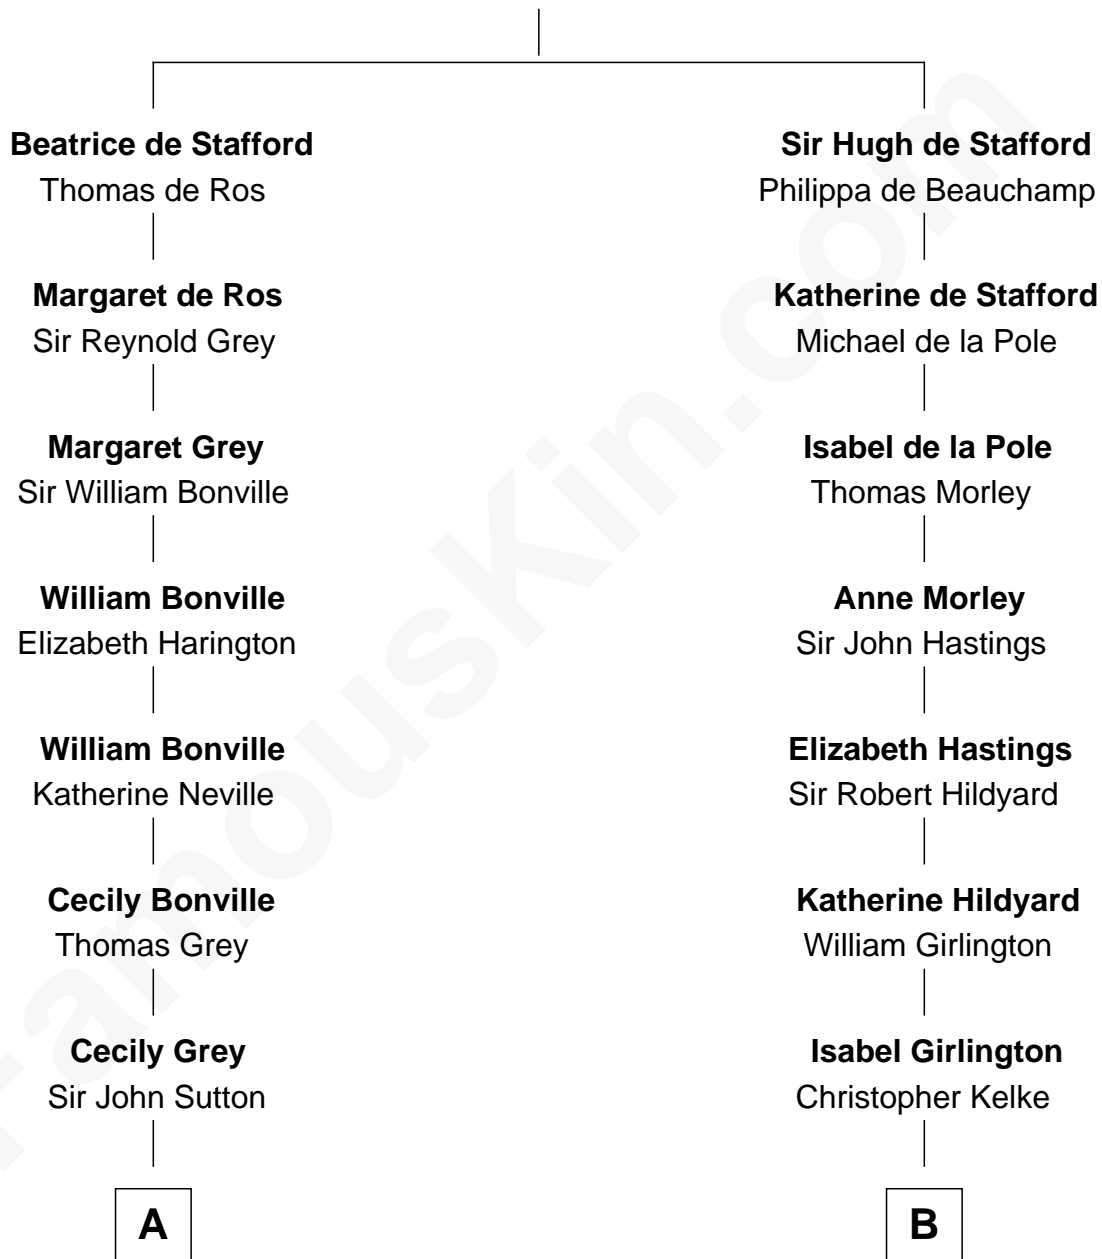 Beatrice de Stafford
Thomas de Ros
Margaret de Ros
Sir Reynold Grey
Margaret Grey
Sir William Bonville
William Bonville
Elizabeth Harington
William Bonville
Katherine Neville
Cecily Bonville
Thomas Grey
Cecily Grey
Sir John Sutton
A
Sir Hugh de Stafford
Philippa de Beauchamp
Katherine de Stafford
Michael de la Pole
Isabel de la Pole
Thomas Morley
Anne Morley
Sir John Hastings
Elizabeth Hastings
Sir Robert Hildyard
Katherine Hildyard
William Girlington
Isabel Girlington
Christopher Kelke
B
FamousKin.com